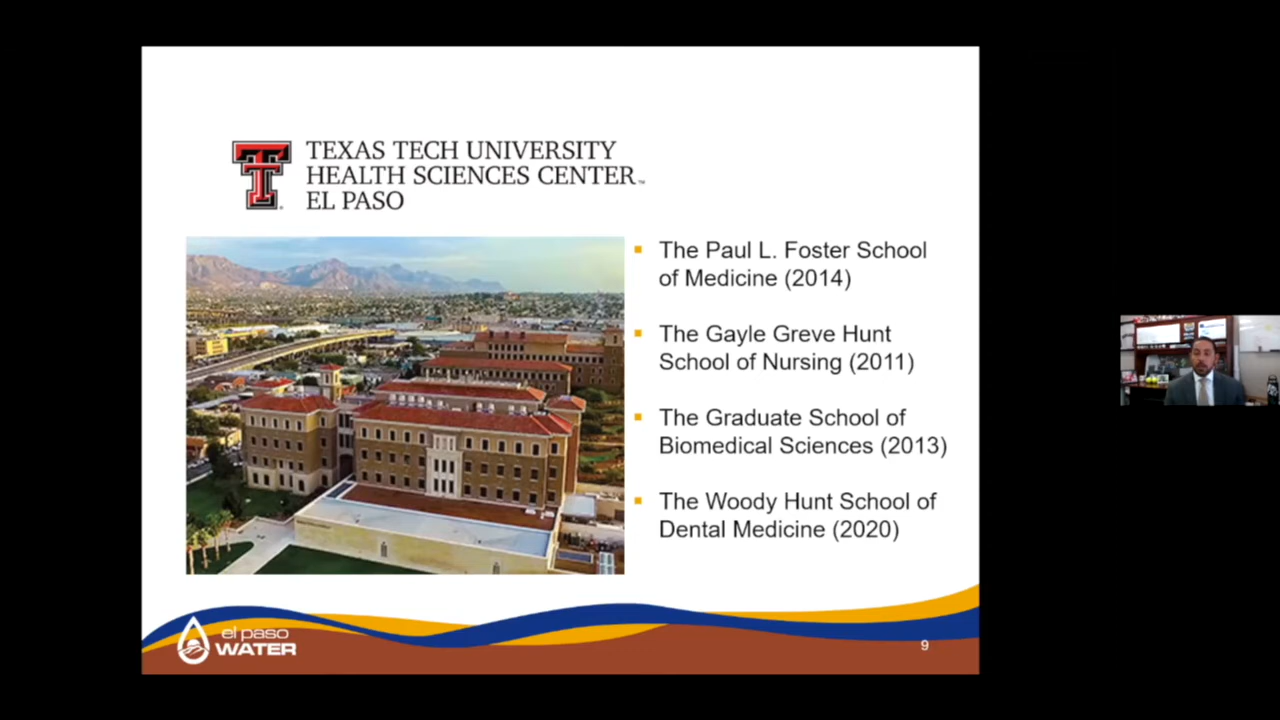 TEXAS TECH UNIVERSITY
HEALTH SCIENCES CENTER™
EL PASO
The Paul L. Foster School
of Medicine (2014)
The Gayle Greve Hunt
School of Nursing (2011)
The Graduate School of
Biomedical Sciences (2013)
The Woody Hunt School of
Dental Medicine (2020)
el paso
WATER
9